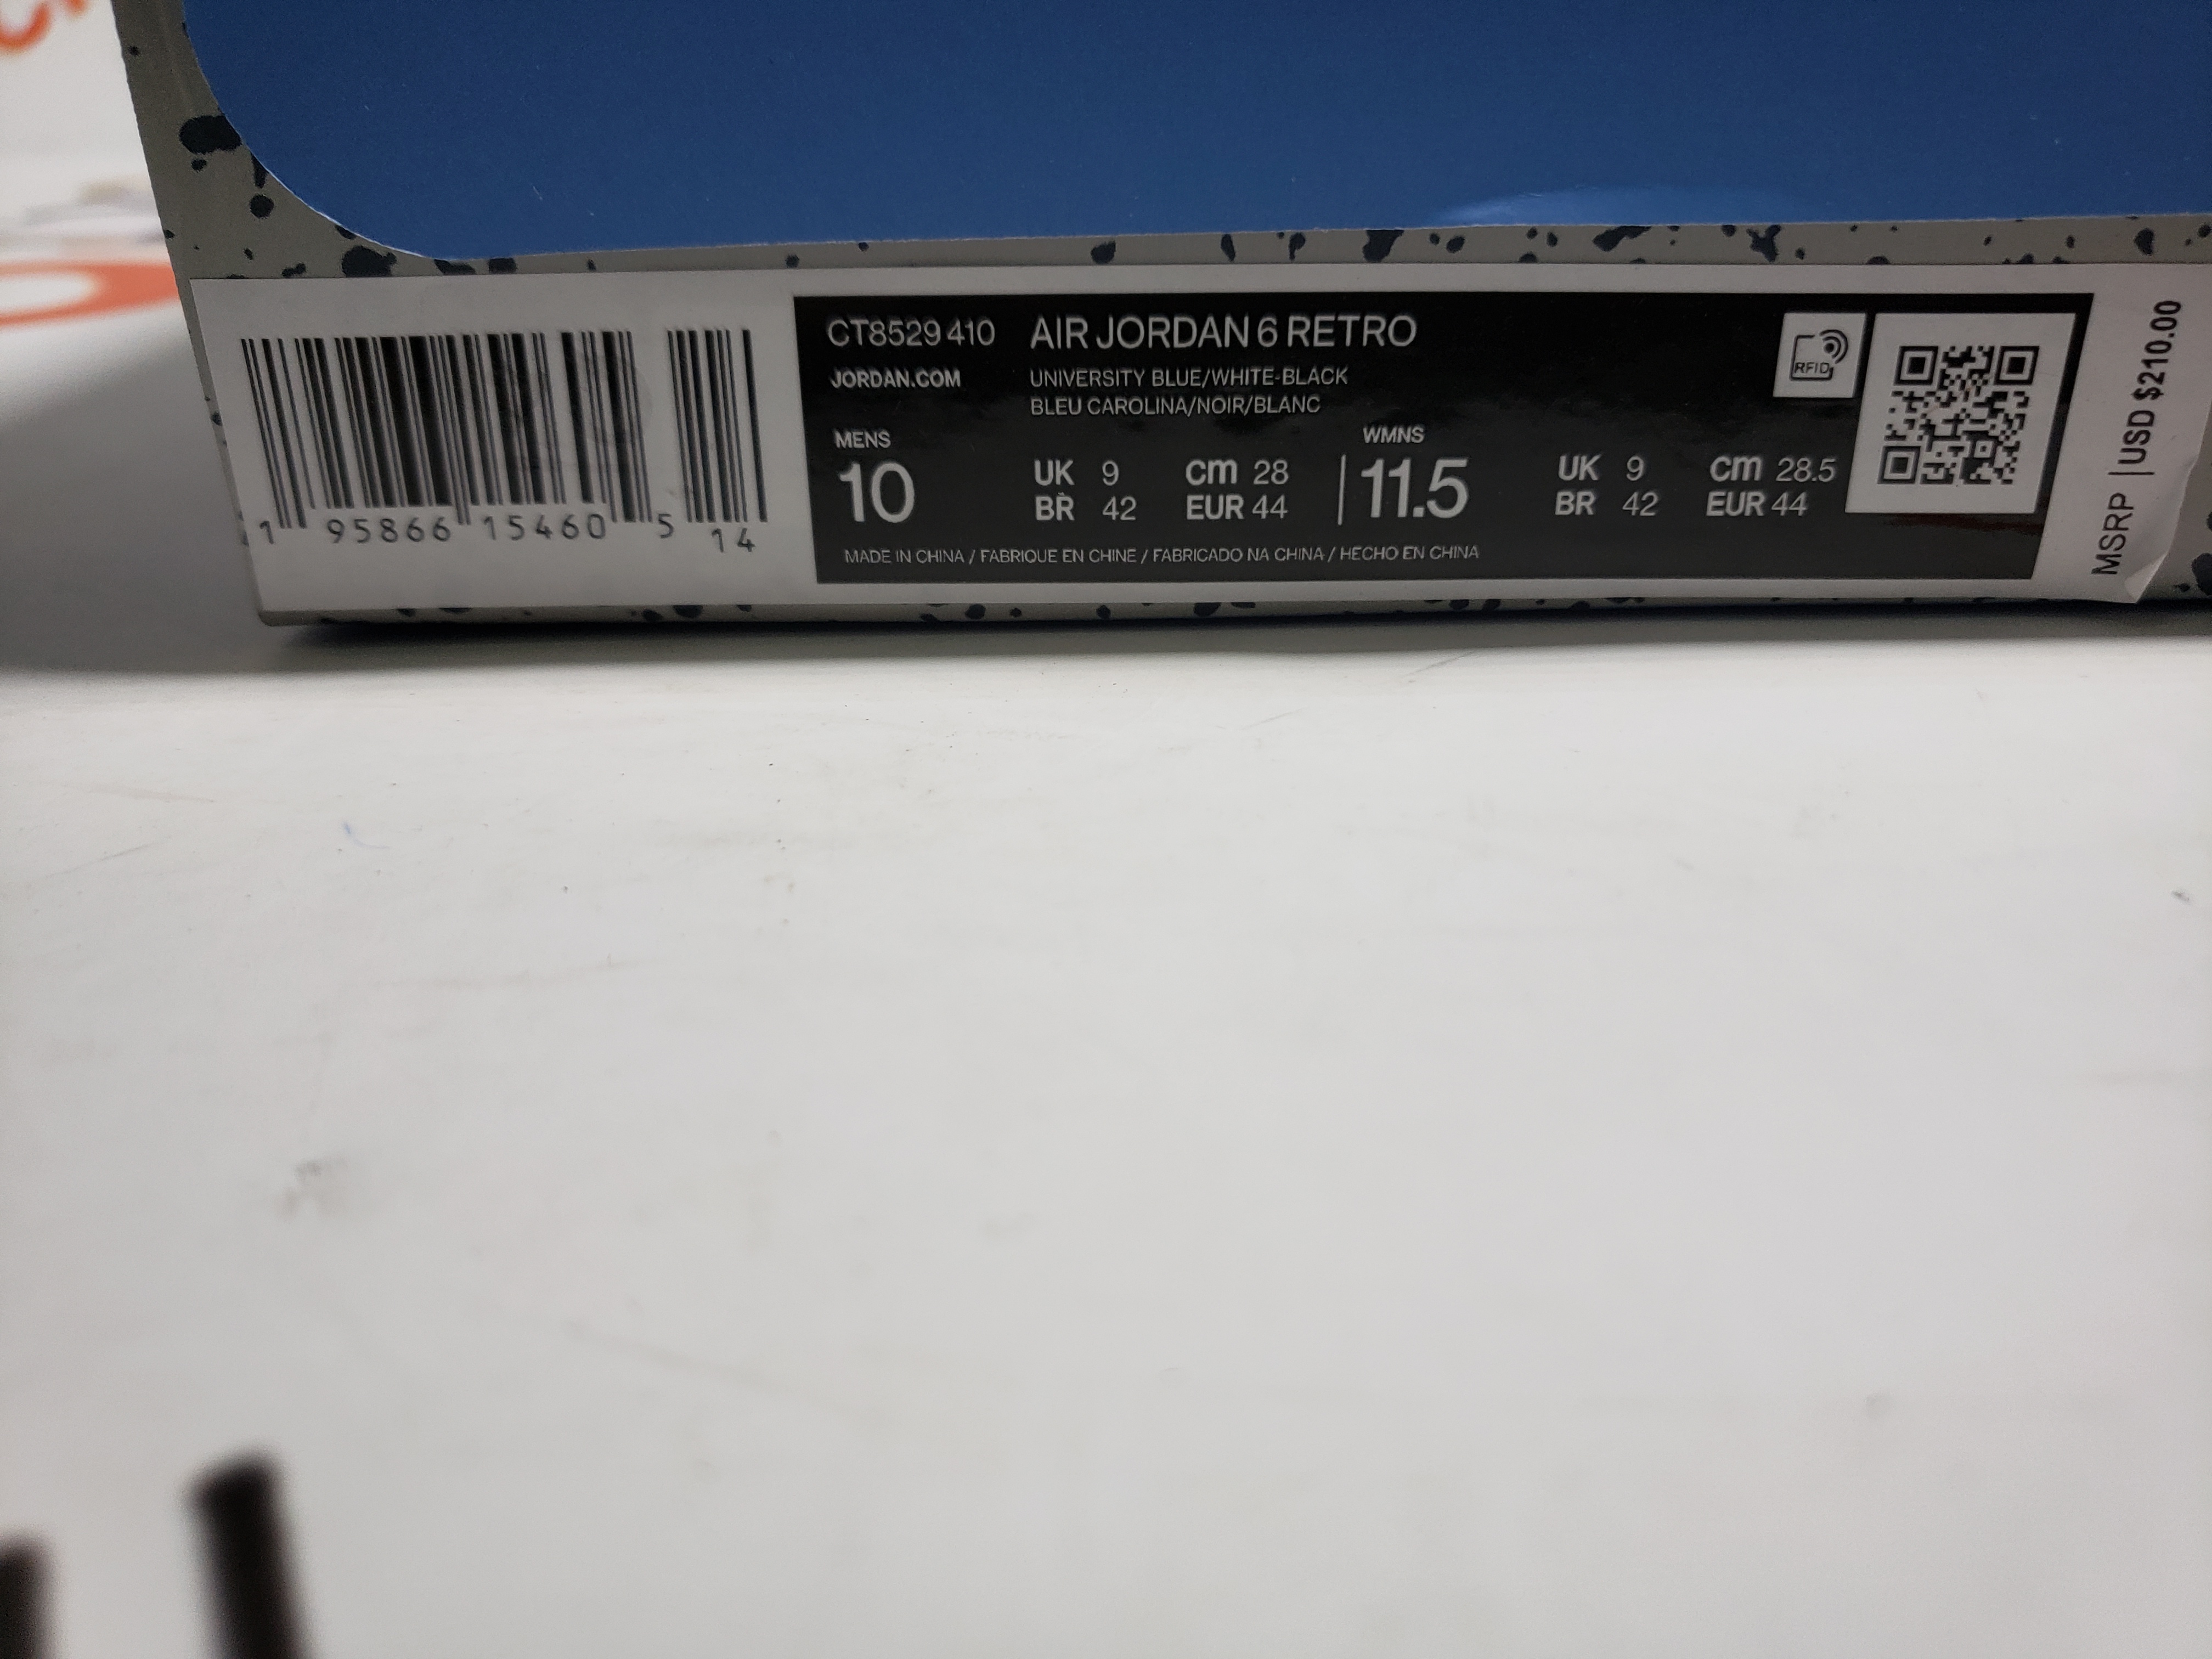 CT8529 410 AIR JORDAN 6 RETRO
JORDAN.COM UNIVERSITY BLUE/WHITE-BLACK
BLEU CAROLINA/NOIR/BLANC
RFID
MENS
10
UK 9 cm 28
BR 42 EUR 44
WMNS
11.5
UK 9 cm 28.5
BR 42 EUR 44
MADE IN CHINA / FABRIQUE EN CHINE / FABRICADO NA CHINA / HECHO EN CHINA
1 95866 15460 5 14
MSRP | USD $210.00